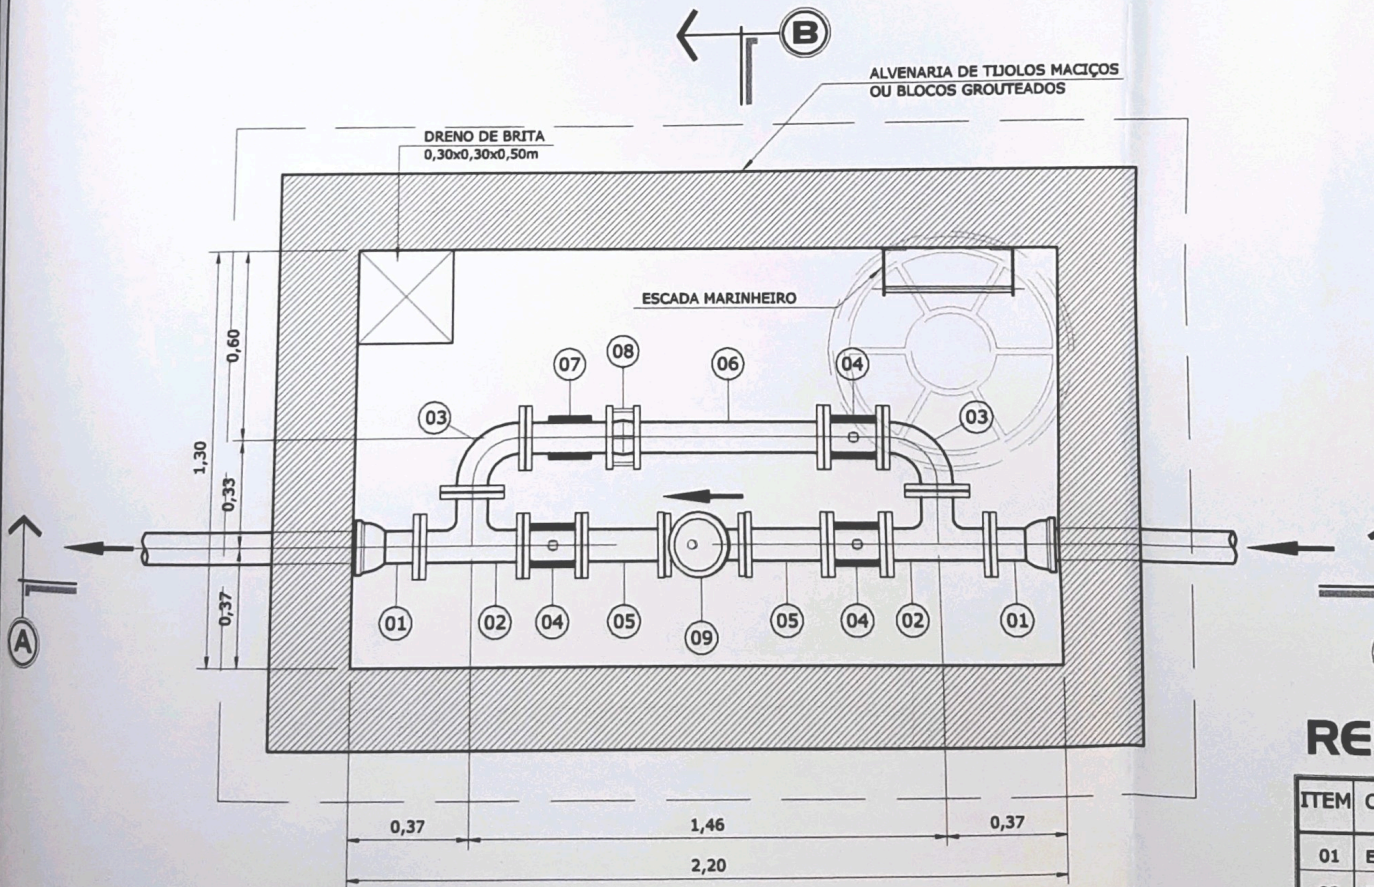 B
ALVENARIA DE TIJOLOS MACIÇOS
OU BLOCOS GROUTEADOS
DRENO DE BRITA
0,30x0,30x0,50m
ESCADA MARINHEIRO
0,60
1,30
0,33
0,37
03
07
08
06
04
03
A
01
02
04
05
09
05
04
02
01
0,37
1,46
0,37
2,20
RE
ITEM
01